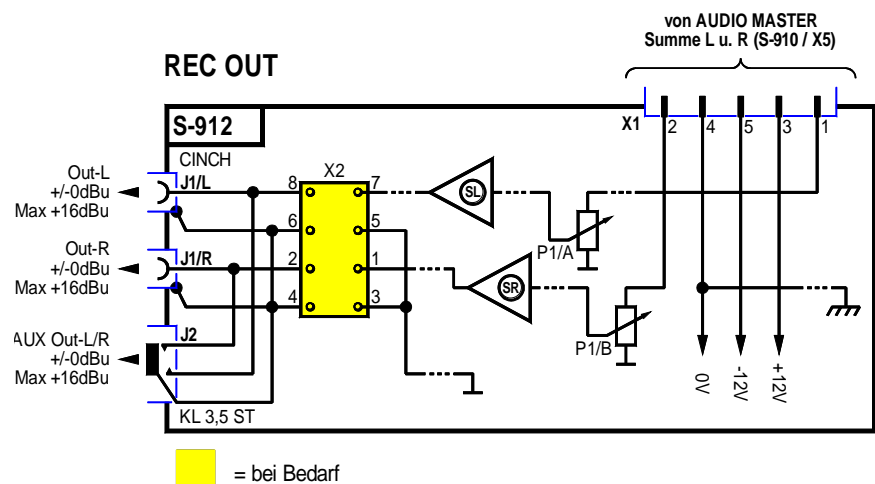 von AUDIO MASTER
Summe L u. R (S-910 / X5)
REC OUT
S-912
X1
2 4 5 3 1
CINCH
X2
Out-L
+/-0dBu
Max +16dBu
J1/L
8 7
SL
6 5
P1/A
Out-R
+/-0dBu
Max +16dBu
J1/R
2 1
SR
4 3
P1/B
AUX Out-L/R
+/-0dBu
Max +16dBu
J2
0V
-12V
+12V
KL 3,5 ST
= bei Bedarf